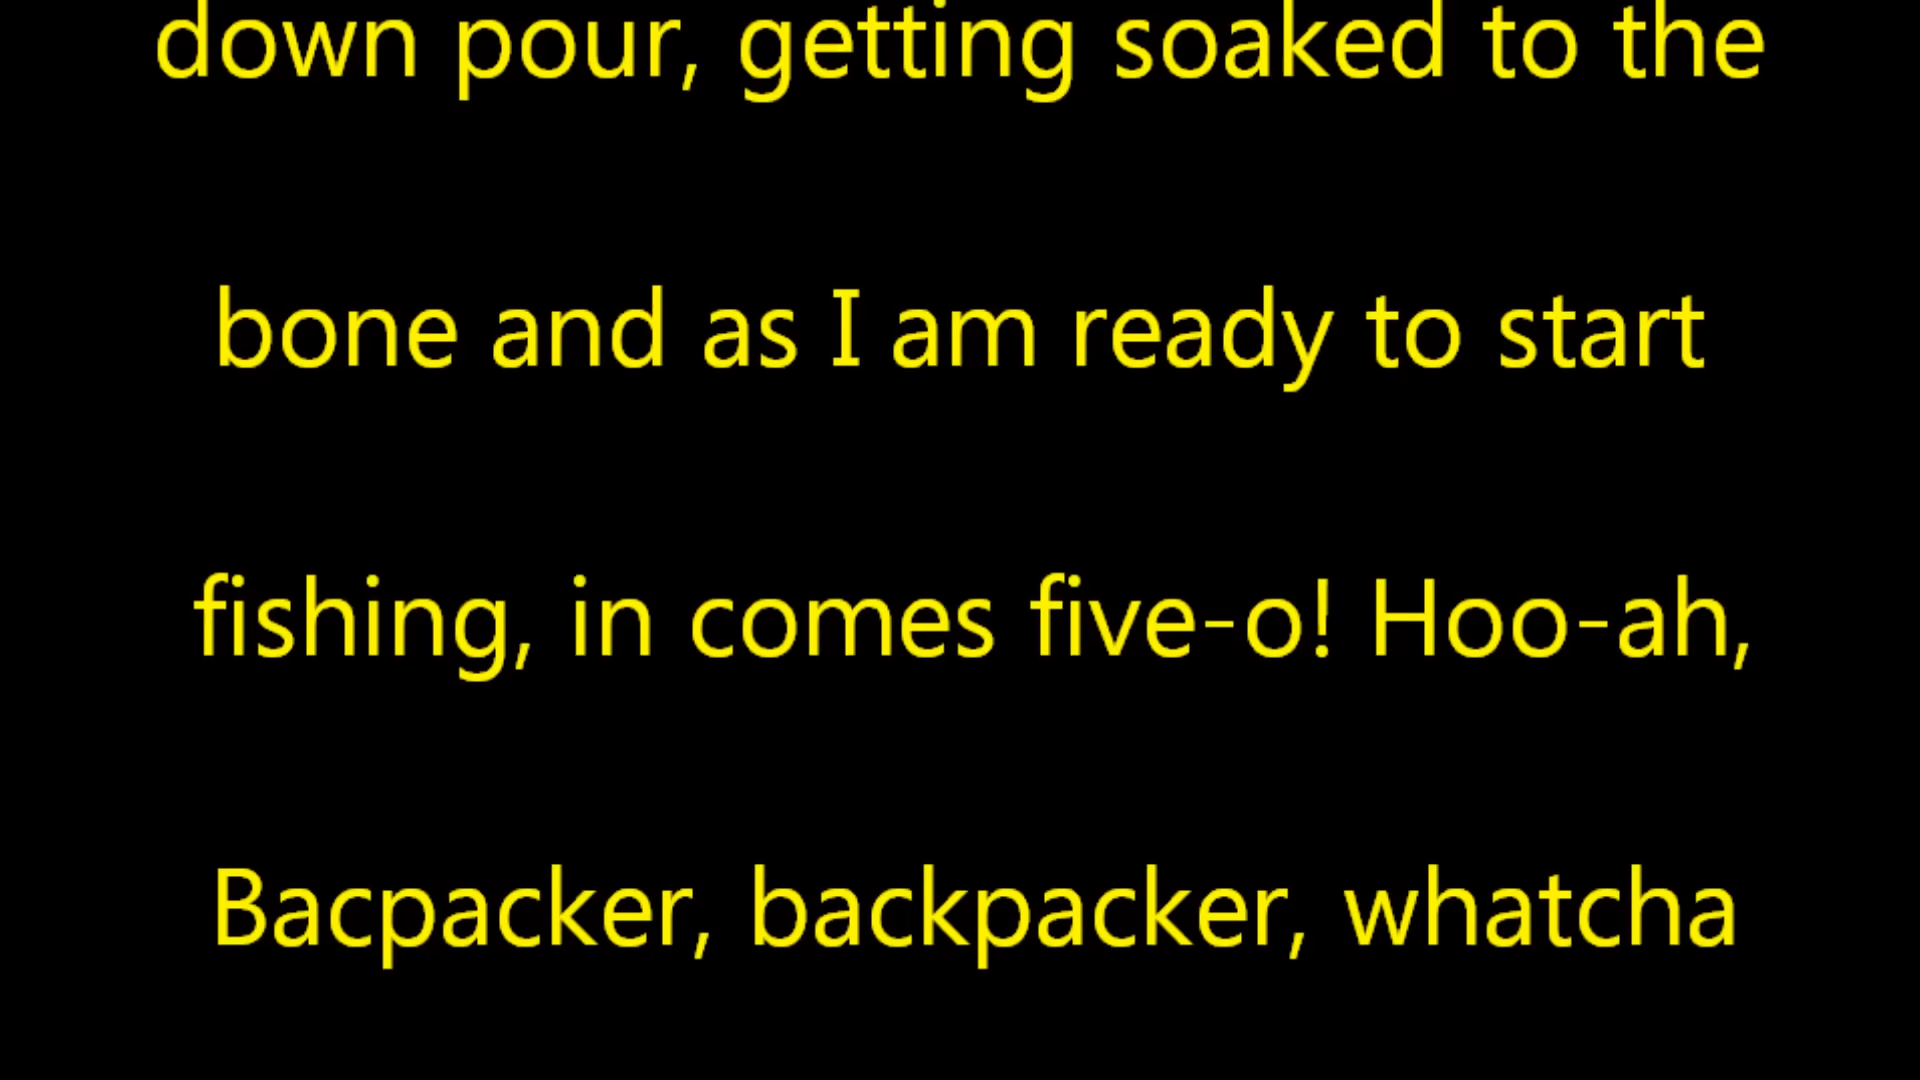 down pour, getting soaked to the
bone and as I am ready to start
fishing, in comes five-o! Hoo-ah,
Bacpacker, backpacker, whatcha